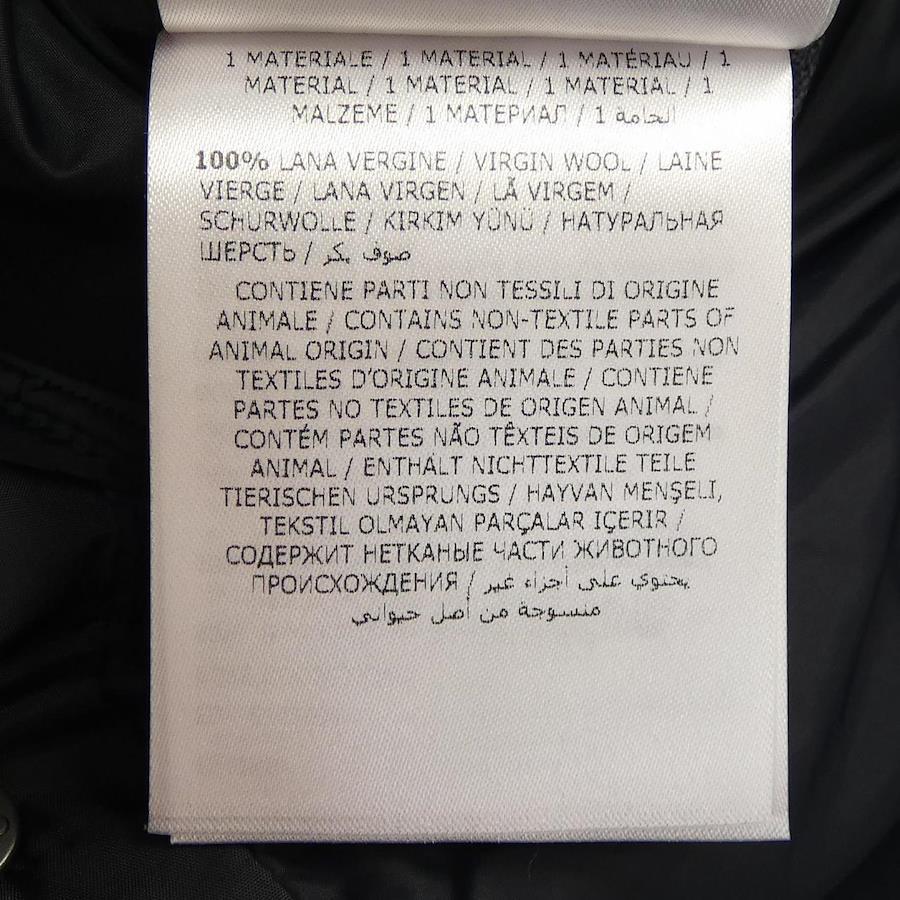 1 MATERIALE / 1 MATERIAL / 1 MATÉRIAU / 1
MATERIAL / 1 MATERIAL / 1 MATERIAL / 1
MALZEME / 1 МАТЕРИАЛ / 1 الخامة
100% LANA VERGINE / VIRGIN WOOL / LAINE
VIERGE / LANA VIRGEN / LÃ VIRGEM /
SCHURWOLLE / KIRKIM YÜNÜ / НАТУРАЛЬНАЯ
ШЕРСТЬ / صوف بكر
CONTIENE PARTI NON TESSILI DI ORIGINE
ANIMALE / CONTAINS NON-TEXTILE PARTS OF
ANIMAL ORIGIN / CONTIENT DES PARTIES NON
TEXTILES D'ORIGINE ANIMALE / CONTIENE
PARTES NO TEXTILES DE ORIGEN ANIMAL /
CONTÉM PARTES NÃO TÊXTEIS DE ORIGEM
ANIMAL / ENTHALT NICHTTEXTILE TEILE
TIERISCHEN URSPRUNGS / HAYVAN MENŞELI,
TEKSTIL OLMAYAN PARÇALAR IÇERIR /
СОДЕРЖИТ НЕТКАНЫЕ ЧАСТИ ЖИВОТНОГО
ПРОИСХОЖДЕНИЯ / يحتوي على أجزاء غير
منسوجة من أصل حيواني